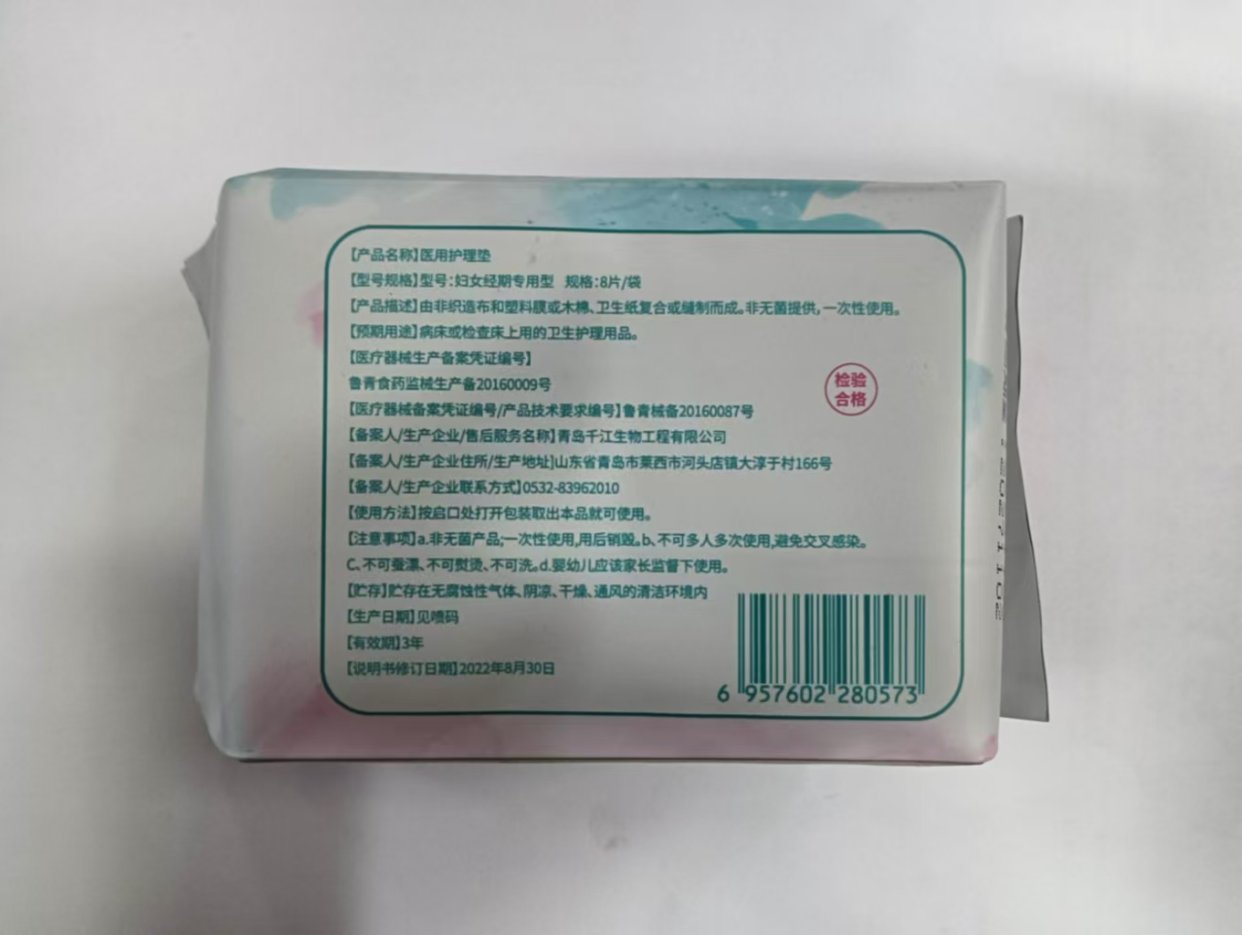 【产品名称】医用护理垫
【型号规格】型号:妇女经期专用型 规格:8片/袋
【产品描述】由非织造布和塑料膜或木棉、卫生纸复合或缝制而成。非无菌提供,一次性使用。
【预期用途】病床或检查床上用的卫生护理用品。
【医疗器械生产备案凭证编号】
鲁青食药监械生产备20160009号
【医疗器械备案凭证编号/产品技术要求编号】鲁青械备20160087号
【备案人/生产企业/售后服务名称】青岛千江生物工程有限公司
【备案人/生产企业住所/生产地址】山东省青岛市莱西市河头店镇大淳于村166号
【备案人/生产企业联系方式】0532-83962010
【使用方法】按启口处打开包装取出本品就可使用。
【注意事项】a.非无菌产品;一次性使用,用后销毁。b、不可多人多次使用,避免交叉感染。
C、不可蚕漂、不可熨烫、不可洗。d.婴幼儿应该家长监督下使用。
【贮存】贮存在无腐蚀性气体、阴凉、干燥、通风的清洁环境内
【生产日期】见喷码
【有效期】3年
【说明书修订日期】2022年8月30日
检验
合格
6 957602 280573